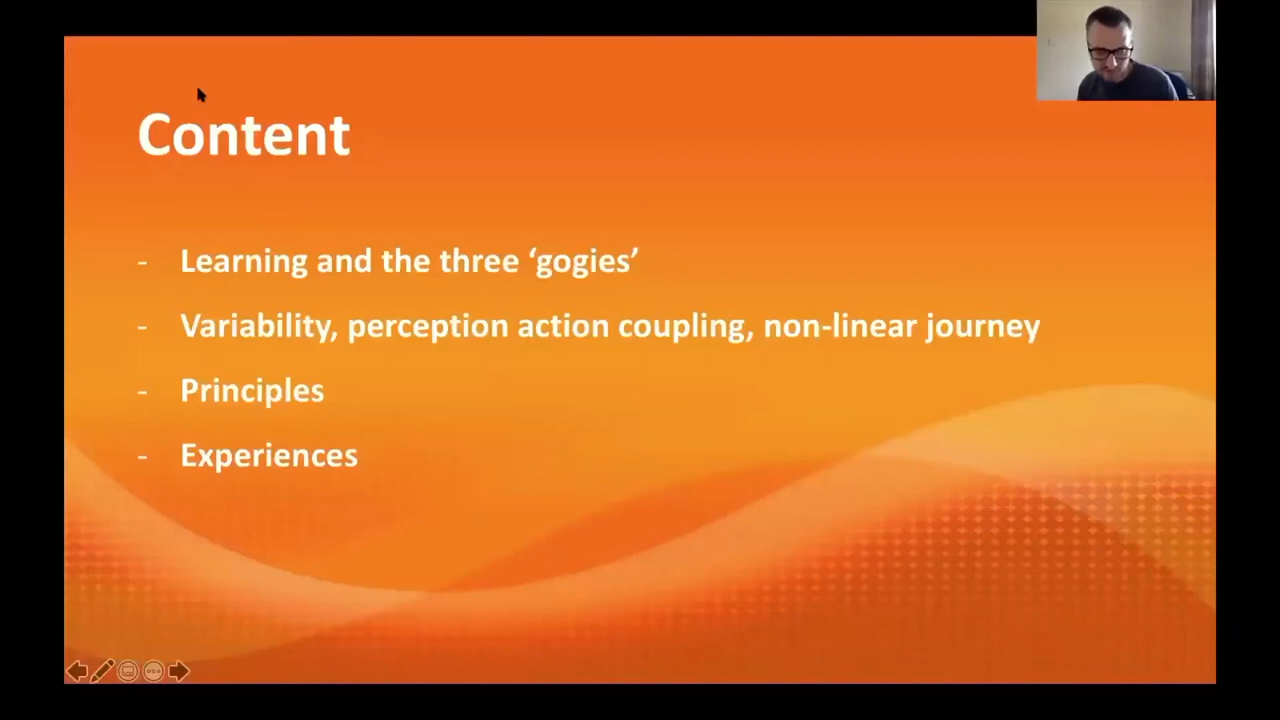 Content
- Learning and the three ‘gogies’
- Variability, perception action coupling, non-linear journey
- Principles
- Experiences